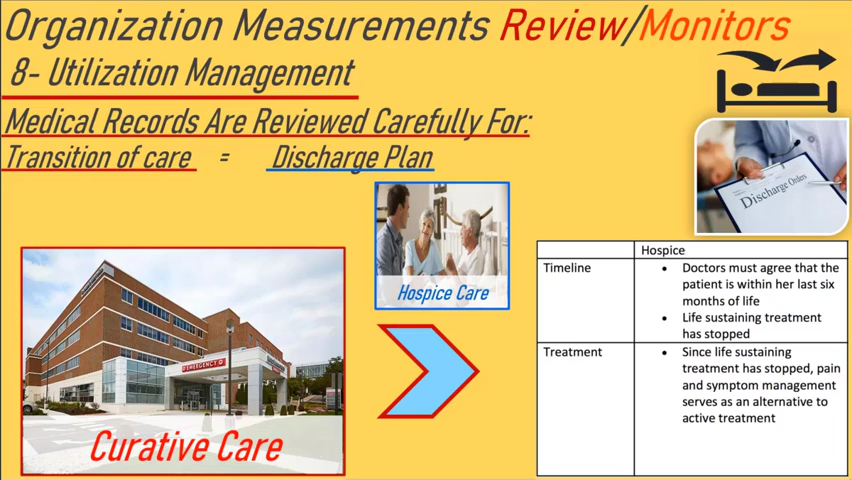 Organization Measurements Review/Monitors
8- Utilization Management
Medical Records Are Reviewed Carefully For:
Transition of care = Discharge Plan
Discharge Orders
Hospice Care
EMERGENCY
Curative Care
Hospice
Timeline
• Doctors must agree that the
patient is within her last six
months of life
• Life sustaining treatment
has stopped
Treatment
• Since life sustaining
treatment has stopped, pain
and symptom management
serves as an alternative to
active treatment